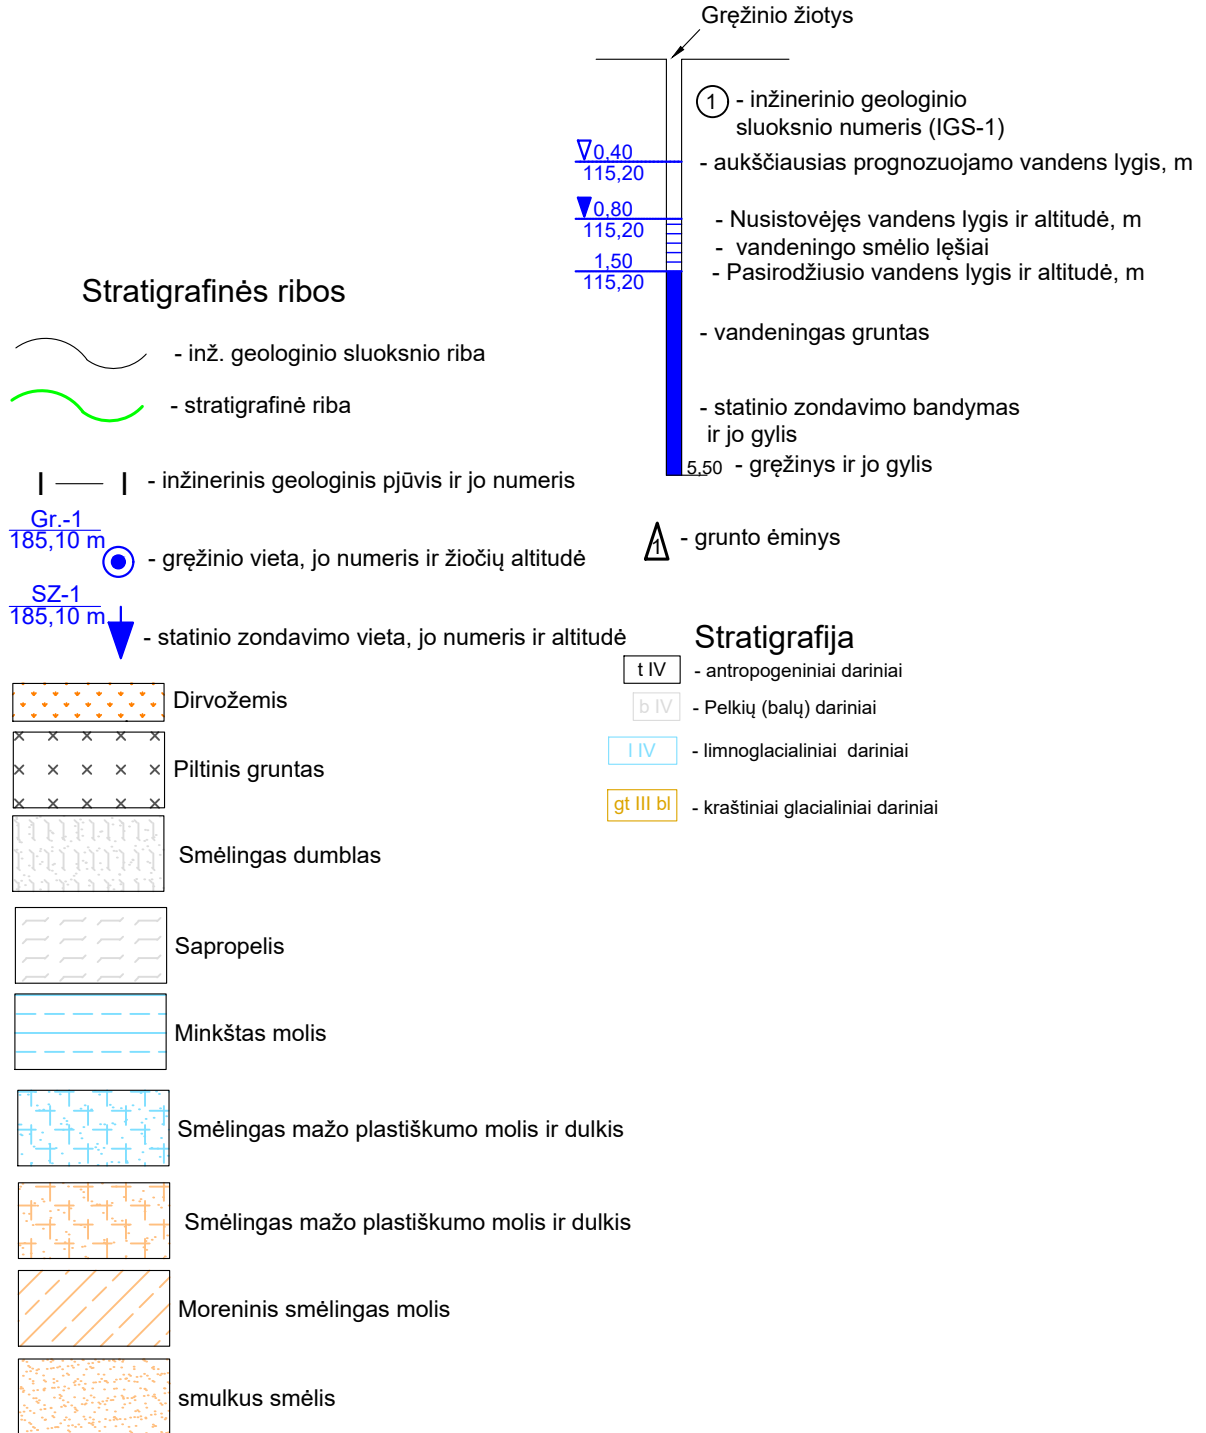 Gręžinio žiotys
1 - inžinerinio geologinio
sluoksnio numeris (IGS-1)
0,40
115,20
- aukščiausias prognozuojamo vandens lygis, m
0,80
115,20
- Nusistovėjęs vandens lygis ir altitudė, m
- vandeningo smėlio lęšiai
1,50
115,20
- Pasirodžiusio vandens lygis ir altitudė, m
- vandeningas gruntas
- statinio zondavimo bandymas
ir jo gylis
5,50 - gręžinys ir jo gylis
1 - grunto ėminys
Stratigrafinės ribos
- inž. geologinio sluoksnio riba
- stratigrafinė riba
I I - inžinerinis geologinis pjūvis ir jo numeris
Gr.-1
185,10 m
- gręžinio vieta, jo numeris ir žiočių altitudė
SZ-1
185,10 m
- statinio zondavimo vieta, jo numeris ir altitudė
Stratigrafija
t IV - antropogeniniai dariniai
b IV - Pelkių (balų) dariniai
l IV - limnoglacialiniai dariniai
gt III bl - kraštiniai glacialiniai dariniai
Dirvožemis
Piltinis gruntas
Smėlingas dumblas
Sapropelis
Minkštas molis
Smėlingas mažo plastiškumo molis ir dulkis
Smėlingas mažo plastiškumo molis ir dulkis
Moreninis smėlingas molis
smulkus smėlis